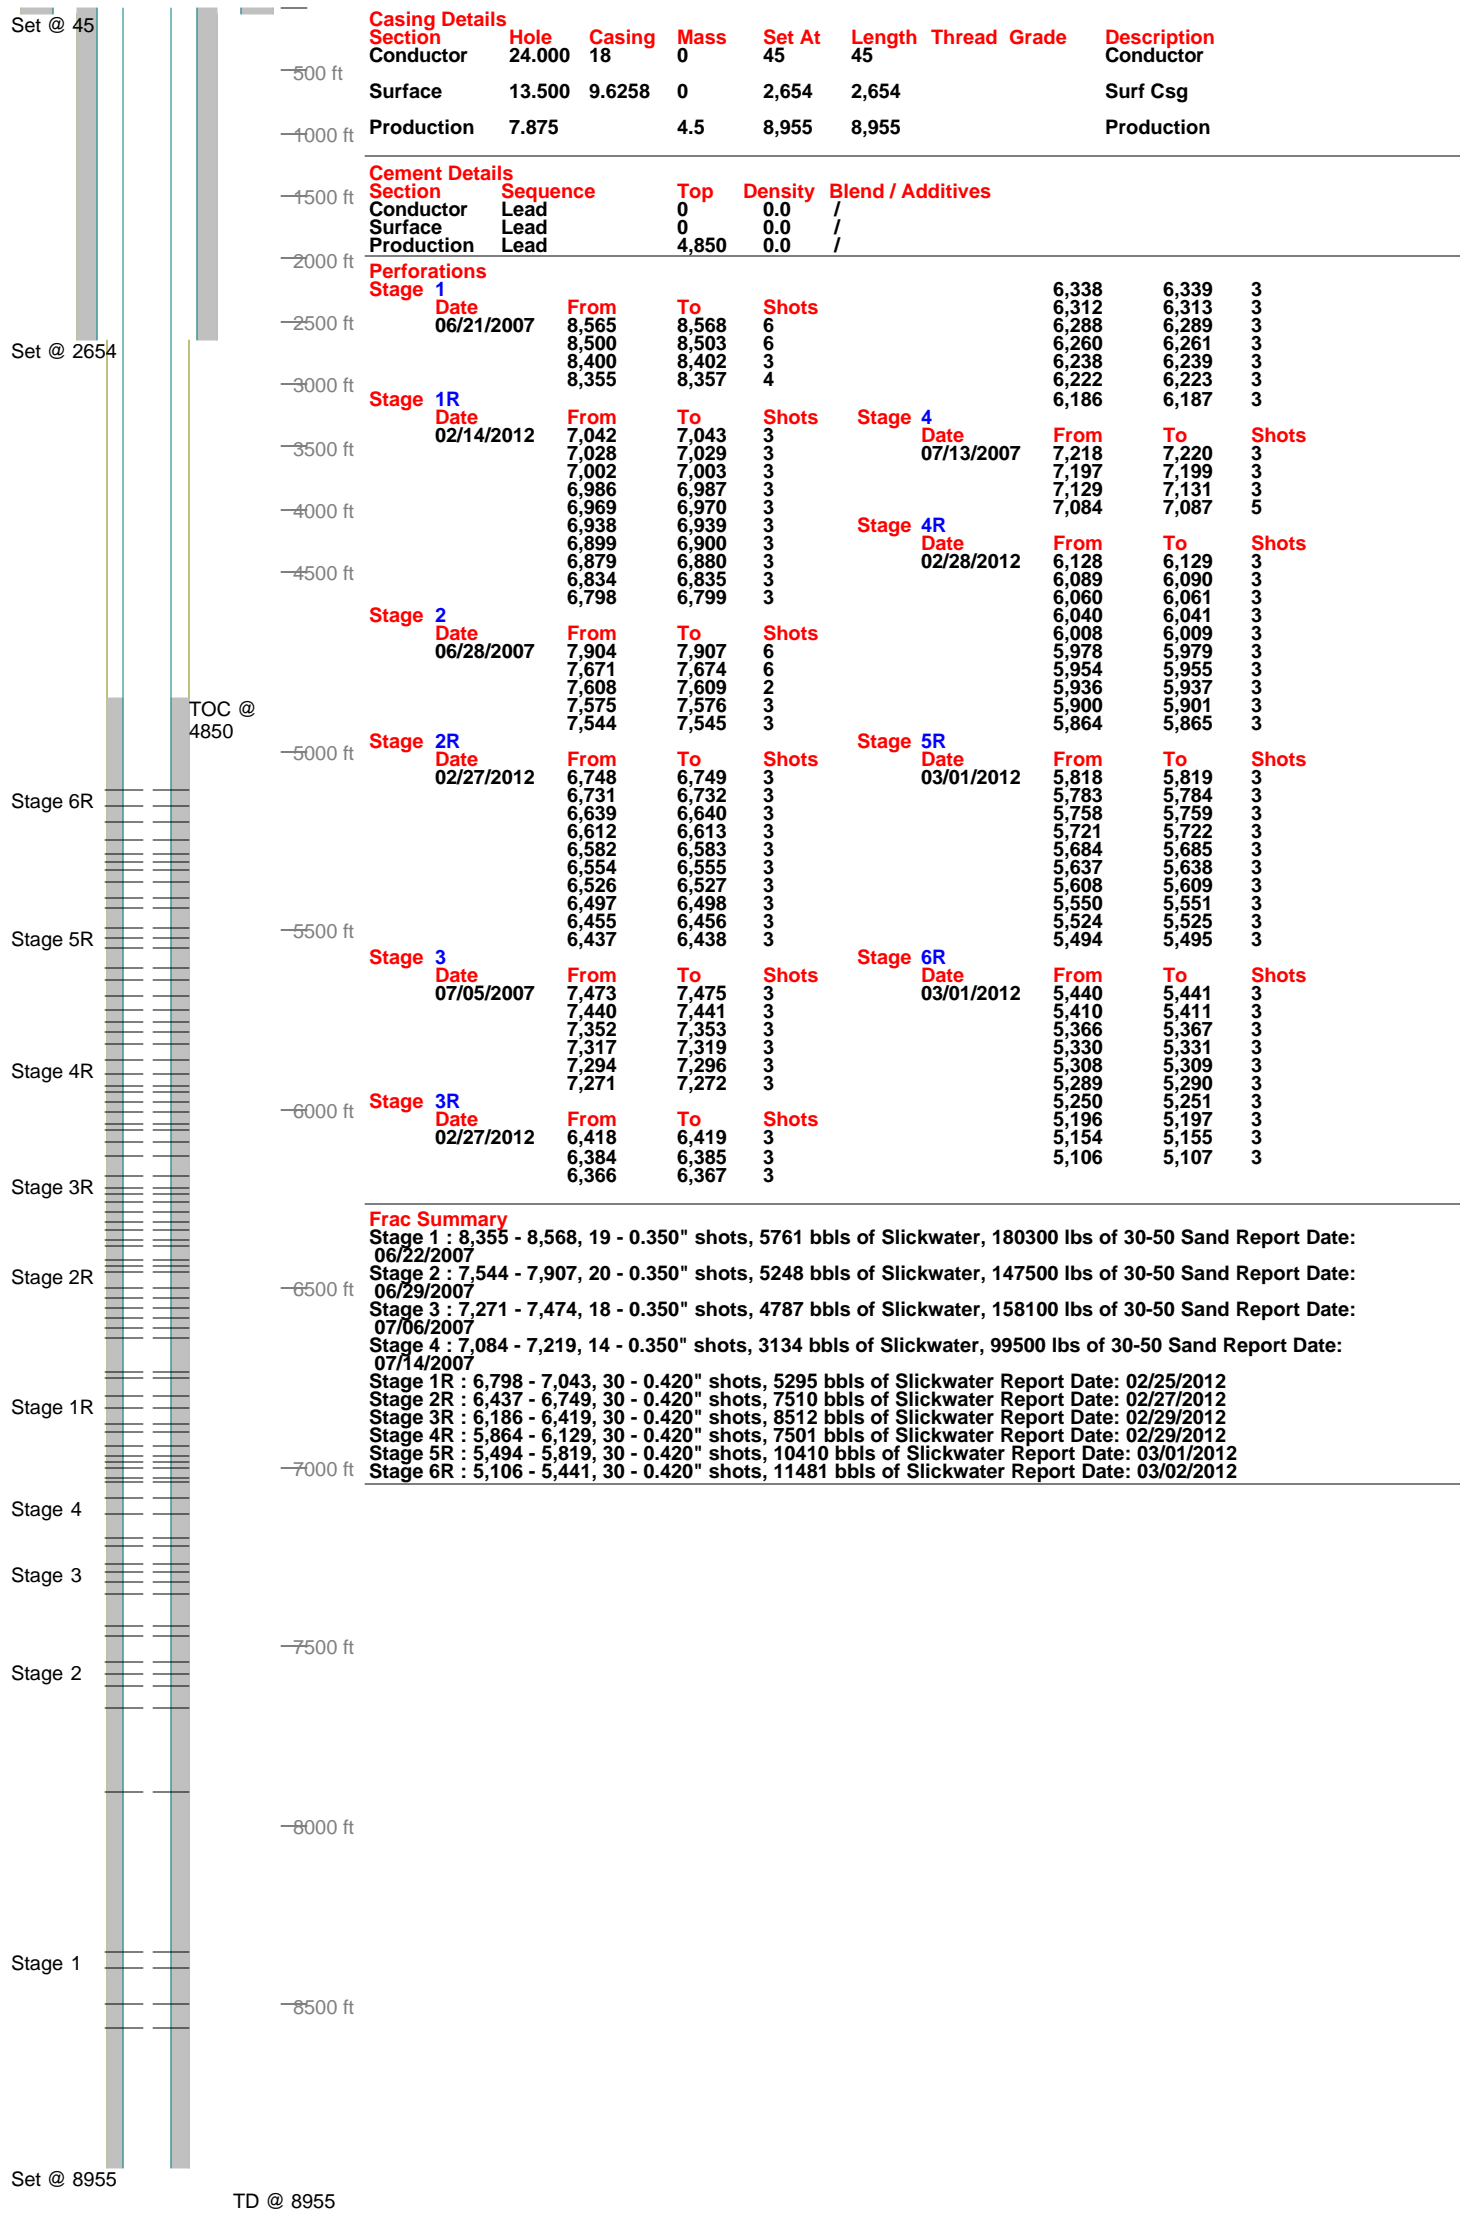 Set @ 45
Set @ 2654
TOC @
4850
Stage 6R
Stage 5R
Stage 4R
Stage 3R
Stage 2R
Stage 1R
Stage 4
Stage 3
Stage 2
Stage 1
Set @ 8955
TD @ 8955
500 ft
1000 ft
1500 ft
2000 ft
2500 ft
3000 ft
3500 ft
4000 ft
4500 ft
5000 ft
5500 ft
6000 ft
6500 ft
7000 ft
7500 ft
8000 ft
8500 ft
Casing Details
Section Hole Casing Mass Set At Length Thread Grade Description
Conductor 24.000 18 0 45 45 Conductor
Surface 13.500 9.6258 0 2,654 2,654 Surf Csg
Production 7.875 4.5 8,955 8,955 Production
Cement Details
Section Sequence Top Density Blend / Additives
Conductor Lead 0 0.0 /
Surface Lead 0 0.0 /
Production Lead 4,850 0.0 /
Perforations
Stage 1
Date From To Shots
06/21/2007 8,565 8,568 6
8,500 8,503 6
8,400 8,402 3
8,355 8,357 4
Stage 1R
Date From To Shots
02/14/2012 7,042 7,043 3
7,028 7,029 3
7,002 7,003 3
6,986 6,987 3
6,969 6,970 3
6,938 6,939 3
6,899 6,900 3
6,879 6,880 3
6,834 6,835 3
6,798 6,799 3
Stage 2
Date From To Shots
06/28/2007 7,904 7,907 6
7,671 7,674 6
7,608 7,609 2
7,575 7,576 3
7,544 7,545 3
Stage 2R
Date From To Shots
02/27/2012 6,748 6,749 3
6,731 6,732 3
6,639 6,640 3
6,612 6,613 3
6,582 6,583 3
6,554 6,555 3
6,526 6,527 3
6,497 6,498 3
6,455 6,456 3
6,437 6,438 3
Stage 3
Date From To Shots
07/05/2007 7,473 7,475 3
7,440 7,441 3
7,352 7,353 3
7,317 7,319 3
7,294 7,296 3
7,271 7,272 3
Stage 3R
Date From To Shots
02/27/2012 6,418 6,419 3
6,384 6,385 3
6,366 6,367 3
6,338 6,339 3
6,312 6,313 3
6,288 6,289 3
6,260 6,261 3
6,238 6,239 3
6,222 6,223 3
6,186 6,187 3
Stage 4
Date From To Shots
07/13/2007 7,218 7,220 3
7,197 7,199 3
7,129 7,131 3
7,084 7,087 5
Stage 4R
Date From To Shots
02/28/2012 6,128 6,129 3
6,089 6,090 3
6,060 6,061 3
6,040 6,041 3
6,008 6,009 3
5,978 5,979 3
5,954 5,955 3
5,936 5,937 3
5,900 5,901 3
5,864 5,865 3
Stage 5R
Date From To Shots
03/01/2012 5,818 5,819 3
5,783 5,784 3
5,758 5,759 3
5,721 5,722 3
5,684 5,685 3
5,637 5,638 3
5,608 5,609 3
5,550 5,551 3
5,524 5,525 3
5,494 5,495 3
Stage 6R
Date From To Shots
03/01/2012 5,440 5,441 3
5,410 5,411 3
5,366 5,367 3
5,330 5,331 3
5,308 5,309 3
5,289 5,290 3
5,250 5,251 3
5,196 5,197 3
5,154 5,155 3
5,106 5,107 3
Frac Summary
Stage 1 : 8,355 - 8,568, 19 - 0.350" shots, 5761 bbls of Slickwater, 180300 lbs of 30-50 Sand Report Date:
06/22/2007
Stage 2 : 7,544 - 7,907, 20 - 0.350" shots, 5248 bbls of Slickwater, 147500 lbs of 30-50 Sand Report Date:
06/29/2007
Stage 3 : 7,271 - 7,474, 18 - 0.350" shots, 4787 bbls of Slickwater, 158100 lbs of 30-50 Sand Report Date:
07/06/2007
Stage 4 : 7,084 - 7,219, 14 - 0.350" shots, 3134 bbls of Slickwater, 99500 lbs of 30-50 Sand Report Date:
07/14/2007
Stage 1R : 6,798 - 7,043, 30 - 0.420" shots, 5295 bbls of Slickwater Report Date: 02/25/2012
Stage 2R : 6,437 - 6,749, 30 - 0.420" shots, 7510 bbls of Slickwater Report Date: 02/27/2012
Stage 3R : 6,186 - 6,419, 30 - 0.420" shots, 8512 bbls of Slickwater Report Date: 02/29/2012
Stage 4R : 5,864 - 6,129, 30 - 0.420" shots, 7501 bbls of Slickwater Report Date: 02/29/2012
Stage 5R : 5,494 - 5,819, 30 - 0.420" shots, 10410 bbls of Slickwater Report Date: 03/01/2012
Stage 6R : 5,106 - 5,441, 30 - 0.420" shots, 11481 bbls of Slickwater Report Date: 03/02/2012